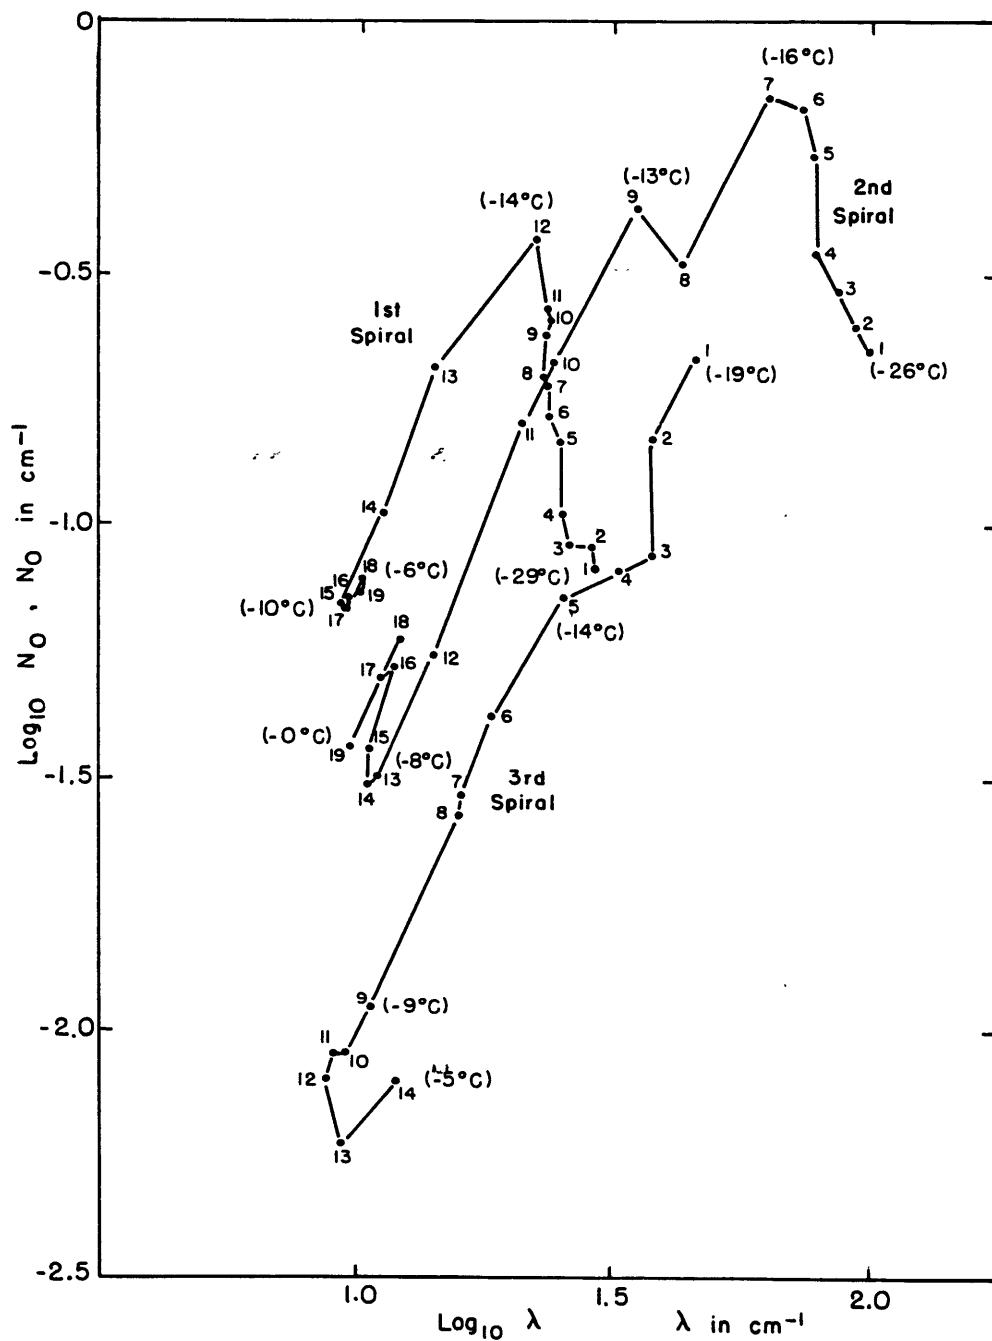 0
(-16°C)
7
6
5
2nd
Spiral
(-13°C)
9
(-14°C)
12
4
-0.5
8
3
11
1st
Spiral
10
2
9
1
(-26°C)
10
1
(-19°C)
13
8
7
6
11
5
2
14
-1.0
4
3
2
3
18
(-6°C)
1
(-29°C)
4
16
15
19
(-10°C)
17
5
(-14°C)
18
12
17
16
6
(-0°C)
19
15
(-8°C)
13
-1.5
14
7
3rd
Spiral
8
9
(-9°C)
-2.0
11
10
12
(-5°C)
14
13
-2.5
1.0
1.5
2.0
Log10 λ
λ in cm-1
Log10 N0 , N0 in cm-1